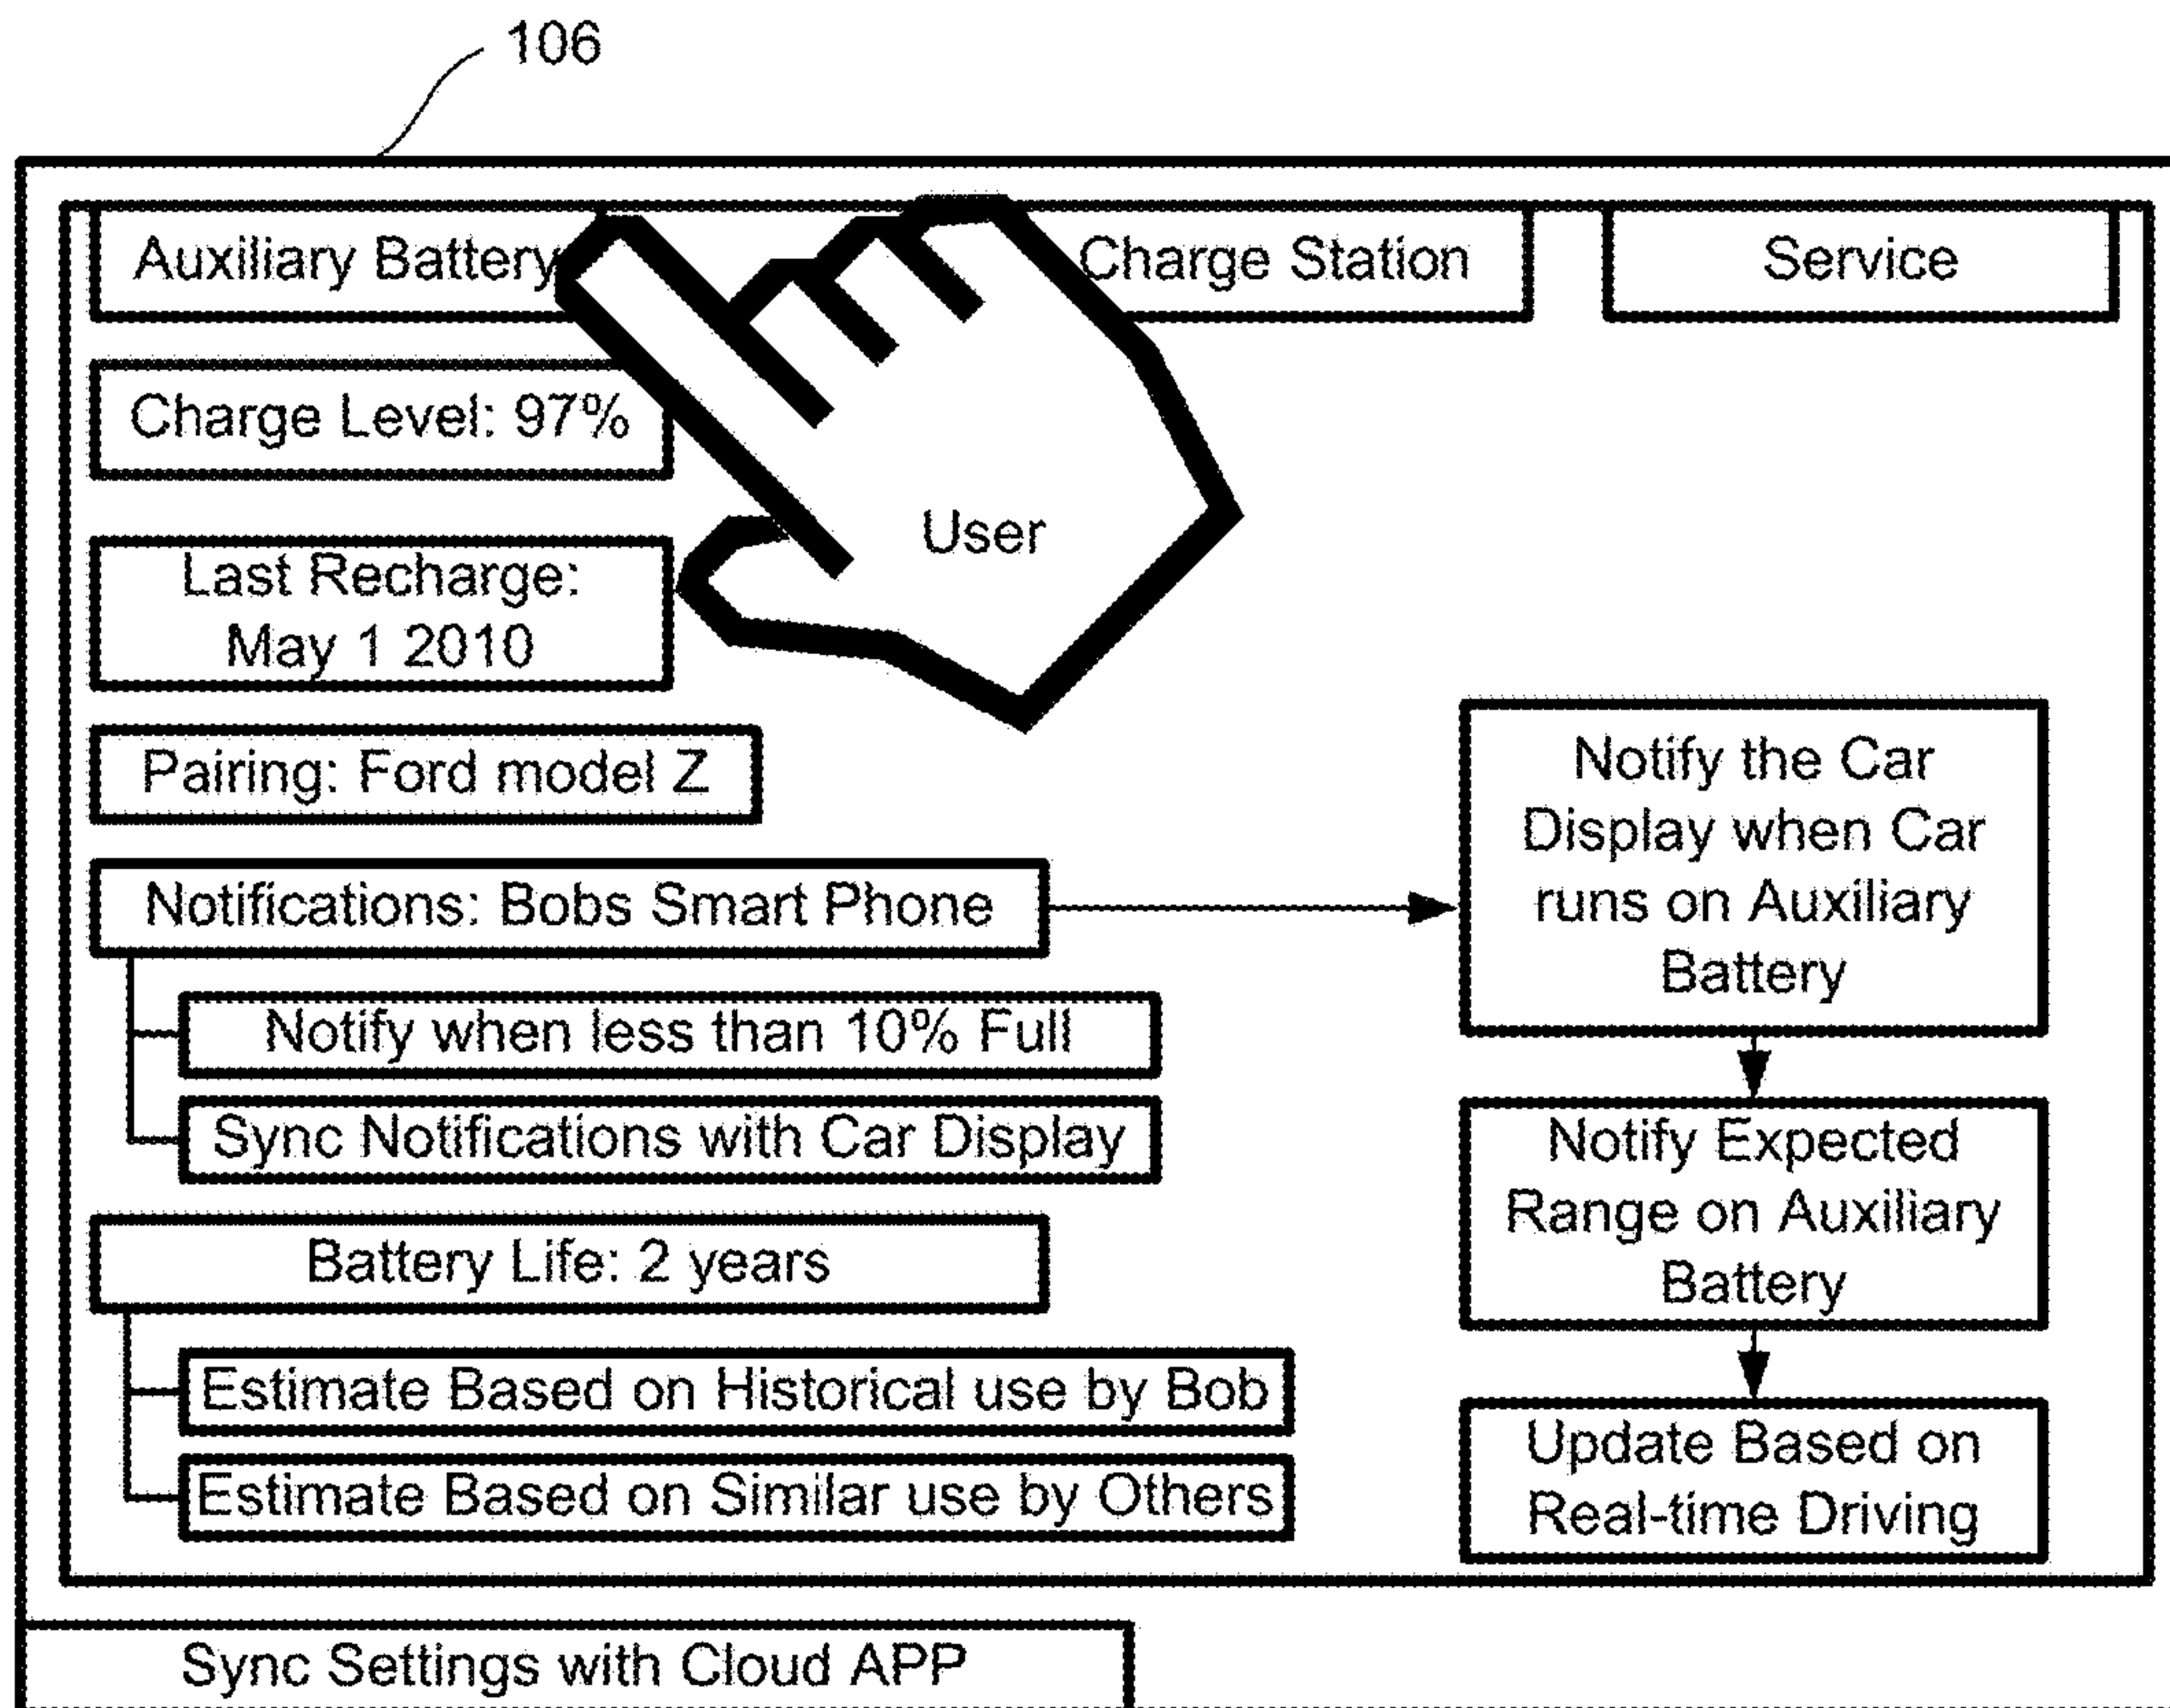 106
Auxiliary Battery
Charge Station
Service
Charge Level: 97%
User
Last Recharge:
May 1 2010
Pairing: Ford model Z
Notifications: Bobs Smart Phone
Notify when less than 10% Full
Sync Notifications with Car Display
Battery Life: 2 years
Estimate Based on Historical use by Bob
Estimate Based on Similar use by Others
Notify the Car
Display when Car
runs on Auxiliary
Battery
Notify Expected
Range on Auxiliary
Battery
Update Based on
Real-time Driving
Sync Settings with Cloud APP